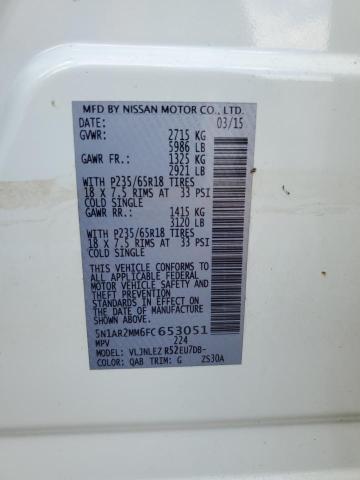 MFD BY NISSAN MOTOR CO., LTD.
DATE: 03/15
GVWR: 2715 KG
5986 LB
GAWR FR.: 1325 KG
2921 LB
WITH P235/65R18 TIRES
18 X 7.5 RIMS AT 33 PSI
COLD SINGLE
GAWR RR.: 1415 KG
3120 LB
WITH P235/65R18 TIRES
18 X 7.5 RIMS AT 33 PSI
COLD SINGLE
THIS VEHICLE CONFORMS TO
ALL APPLICABLE FEDERAL
MOTOR VEHICLE SAFETY AND
THEFT PREVENTION
STANDARDS IN EFFECT ON
THE DATE OF MANUFACTURE
SHOWN ABOVE.
5N1AR2MM6FC653051
MPV 224
MODEL: VLJNLEZ R52EU7DB-
COLOR: QAB TRIM: G ZS30A